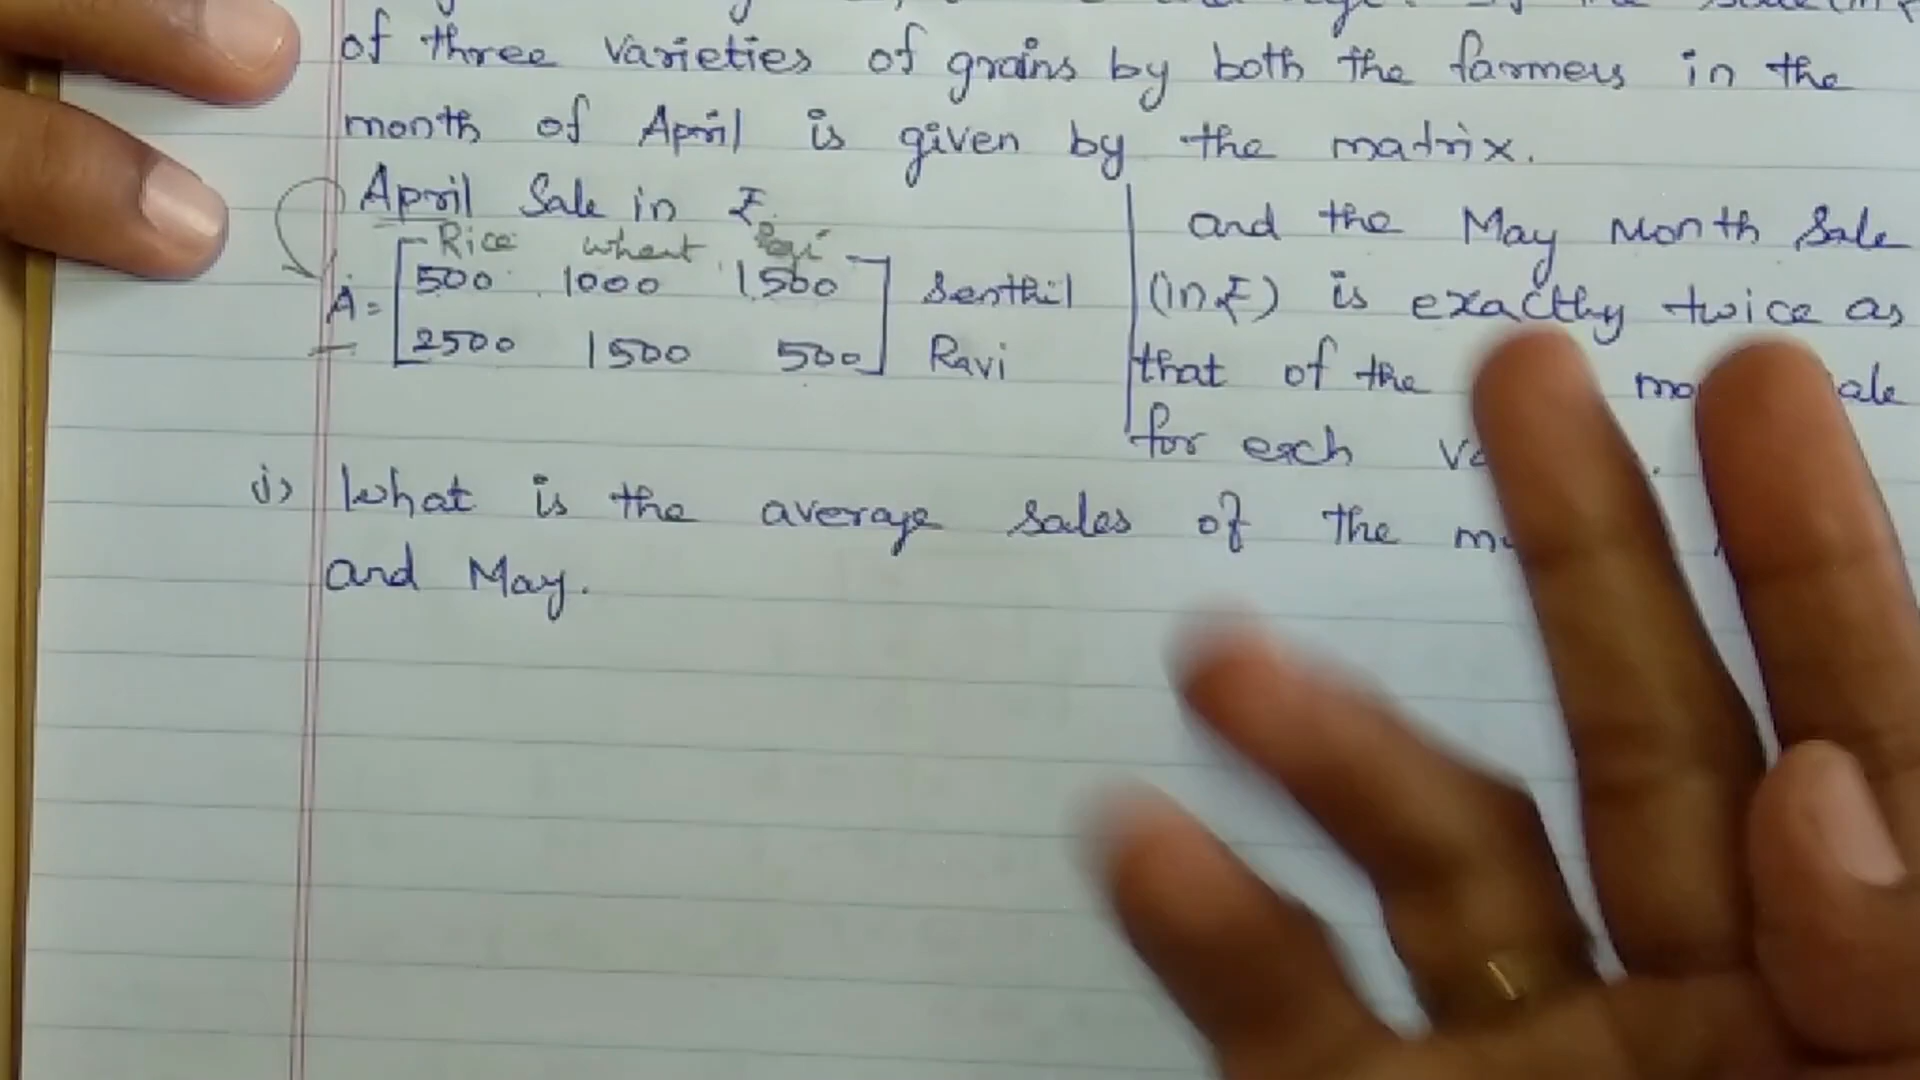 of three varieties of grains by both the farmers in the
month of April is given by the matrix.
April Sale in ₹.
Rice wheat Ragi
A = [500 1000 1500] Senthil
[2500 1500 500] Ravi
and the May Month Sale
(in ₹) is exactly twice as
that of the
for each
i) What is the average sales of the
and May.